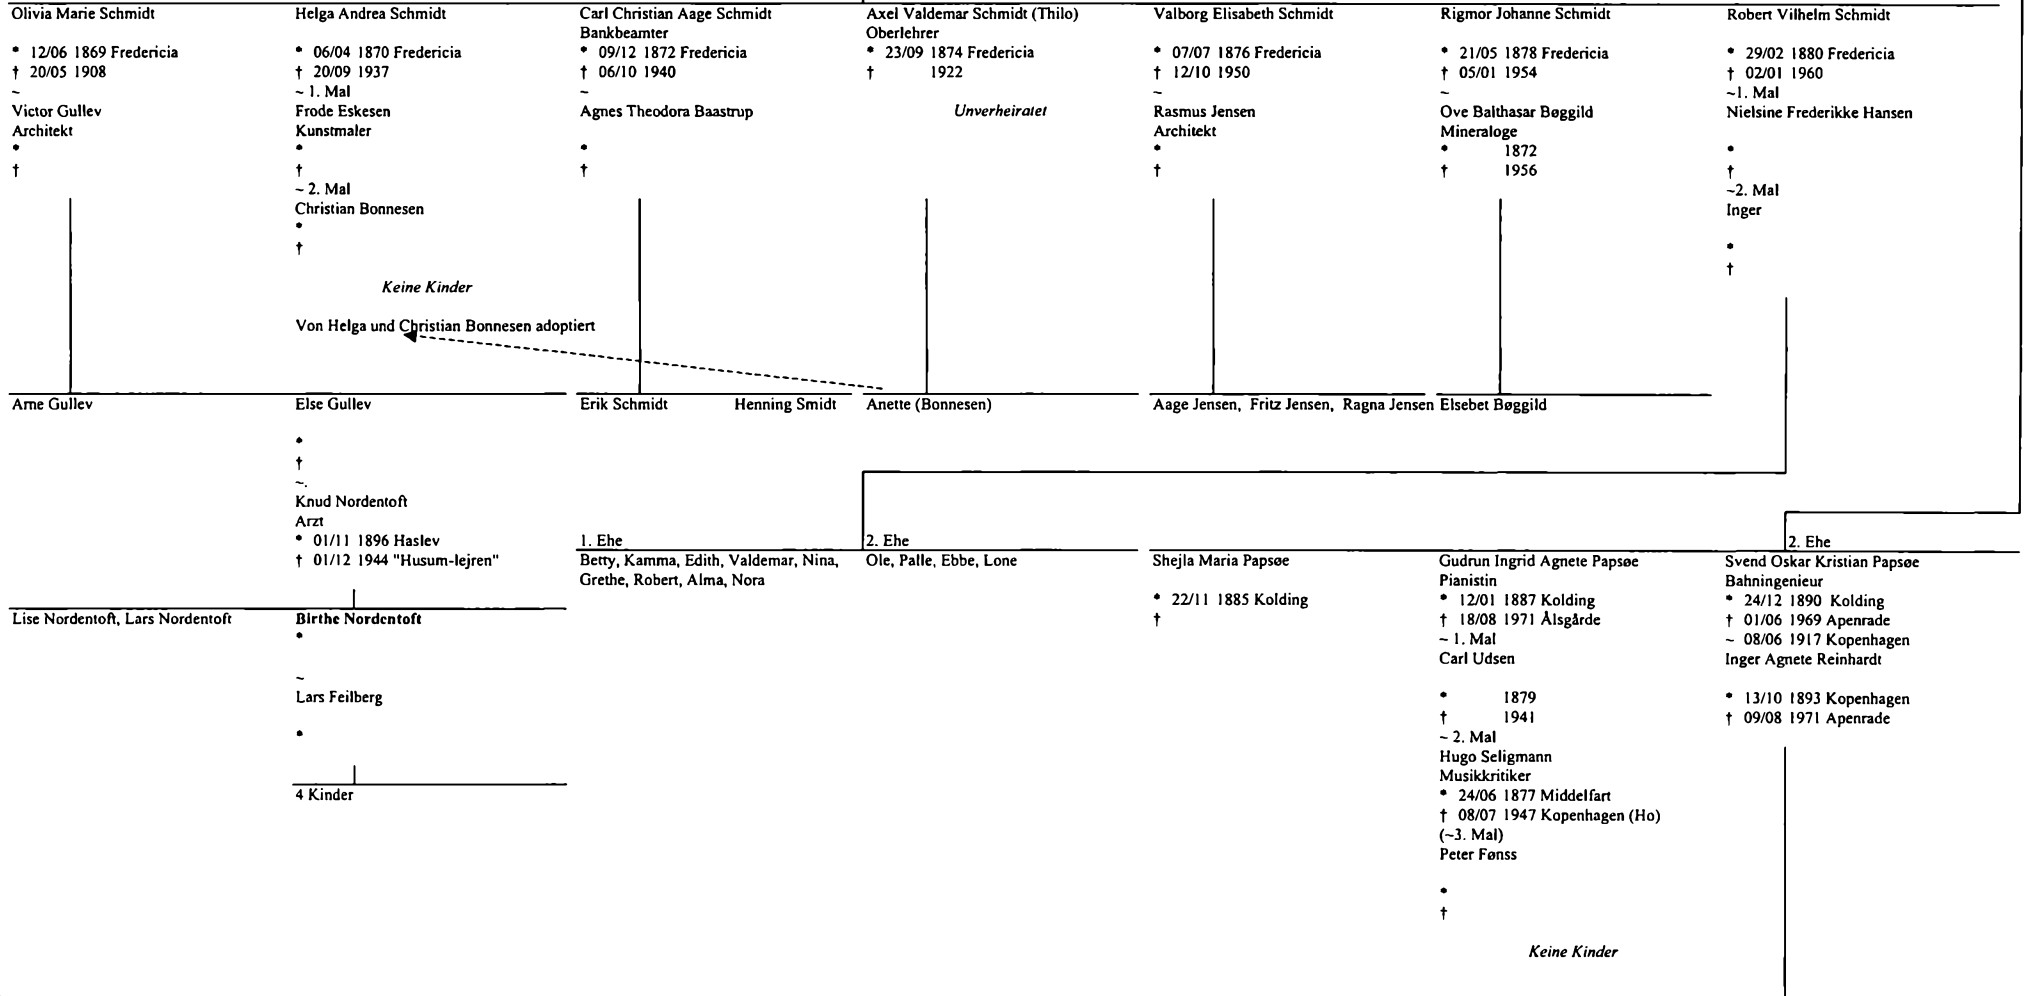 Olivia Marie Schmidt
* 12/06 1869 Fredericia
† 20/05 1908
~
Victor Gullev
Architekt
*
†
Helga Andrea Schmidt
* 06/04 1870 Fredericia
† 20/09 1937
~ 1. Mal
Frode Eskesen
Kunstmaler
*
†
~ 2. Mal
Christian Bonnesen
*
†
Keine Kinder
Von Helga und Christian Bonnesen adoptiert
Carl Christian Aage Schmidt
Bankbeamter
* 09/12 1872 Fredericia
† 06/10 1940
~
Agnes Theodora Baastrup
*
†
Axel Valdemar Schmidt (Thilo)
Oberlehrer
* 23/09 1874 Fredericia
† 1922
Unverheiratet
Valborg Elisabeth Schmidt
* 07/07 1876 Fredericia
† 12/10 1950
~
Rasmus Jensen
Architekt
*
†
Rigmor Johanne Schmidt
* 21/05 1878 Fredericia
† 05/01 1954
~
Ove Balthasar Bøggild
Mineraloge
* 1872
† 1956
Robert Vilhelm Schmidt
* 29/02 1880 Fredericia
† 02/01 1960
~1. Mal
Nielsine Frederikke Hansen
*
†
~2. Mal
Inger
*
†
Arne Gullev
Else Gullev
*
†
~.
Knud Nordentoft
Arzt
* 01/11 1896 Haslev
† 01/12 1944 "Husum-lejren"
Erik Schmidt Henning Smidt
Anette (Bonnesen)
Aage Jensen, Fritz Jensen, Ragna Jensen
Elsebet Bøggild
1. Ehe
Betty, Kamma, Edith, Valdemar, Nina,
Grethe, Robert, Alma, Nora
2. Ehe
Ole, Palle, Ebbe, Lone
Lise Nordentoft, Lars Nordentoft
Birthe Nordentoft
*
~
Lars Feilberg
*
4 Kinder
2. Ehe
Shejla Maria Papsøe
* 22/11 1885 Kolding
†
Gudrun Ingrid Agnete Papsøe
Pianistin
* 12/01 1887 Kolding
† 18/08 1971 Ålsgårde
~ 1. Mal
Carl Udsen
* 1879
† 1941
~ 2. Mal
Hugo Seligmann
Musikkritiker
* 24/06 1877 Middelfart
† 08/07 1947 Kopenhagen (Ho)
(~3. Mal)
Peter Fønss
*
†
Keine Kinder
Svend Oskar Kristian Papsøe
Bahningenieur
* 24/12 1890 Kolding
† 01/06 1969 Apenrade
~ 08/06 1917 Kopenhagen
Inger Agnete Reinhardt
* 13/10 1893 Kopenhagen
† 09/08 1971 Apenrade